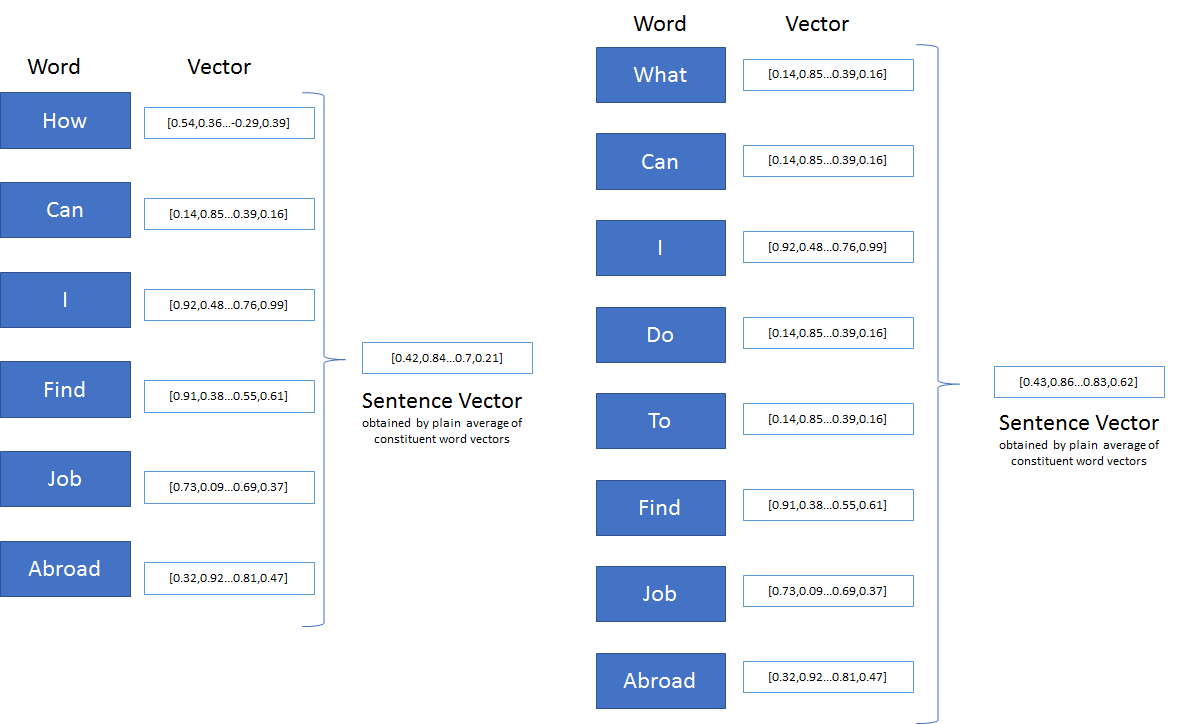 Word Vector
How [0.54,0.36...-0.29,0.39]
Can [0.14,0.85...0.39,0.16]
I [0.92,0.48...0.76,0.99]
Find [0.91,0.38...0.55,0.61]
Job [0.73,0.09...0.69,0.37]
Abroad [0.32,0.92...0.81,0.47]
[0.42,0.84...0.7,0.21]
Sentence Vector
obtained by plain average of
constituent word vectors
Word Vector
What [0.14,0.85...0.39,0.16]
Can [0.14,0.85...0.39,0.16]
I [0.92,0.48...0.76,0.99]
Do [0.14,0.85...0.39,0.16]
To [0.14,0.85...0.39,0.16]
Find [0.91,0.38...0.55,0.61]
Job [0.73,0.09...0.69,0.37]
Abroad [0.32,0.92...0.81,0.47]
[0.43,0.86...0.83,0.62]
Sentence Vector
obtained by plain average of
constituent word vectors